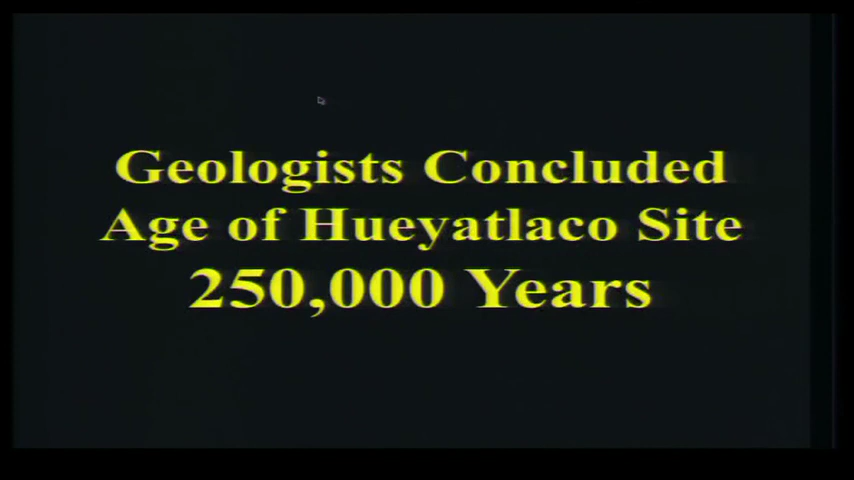 Geologists Concluded
Age of Hueyatlaco Site
250,000 Years